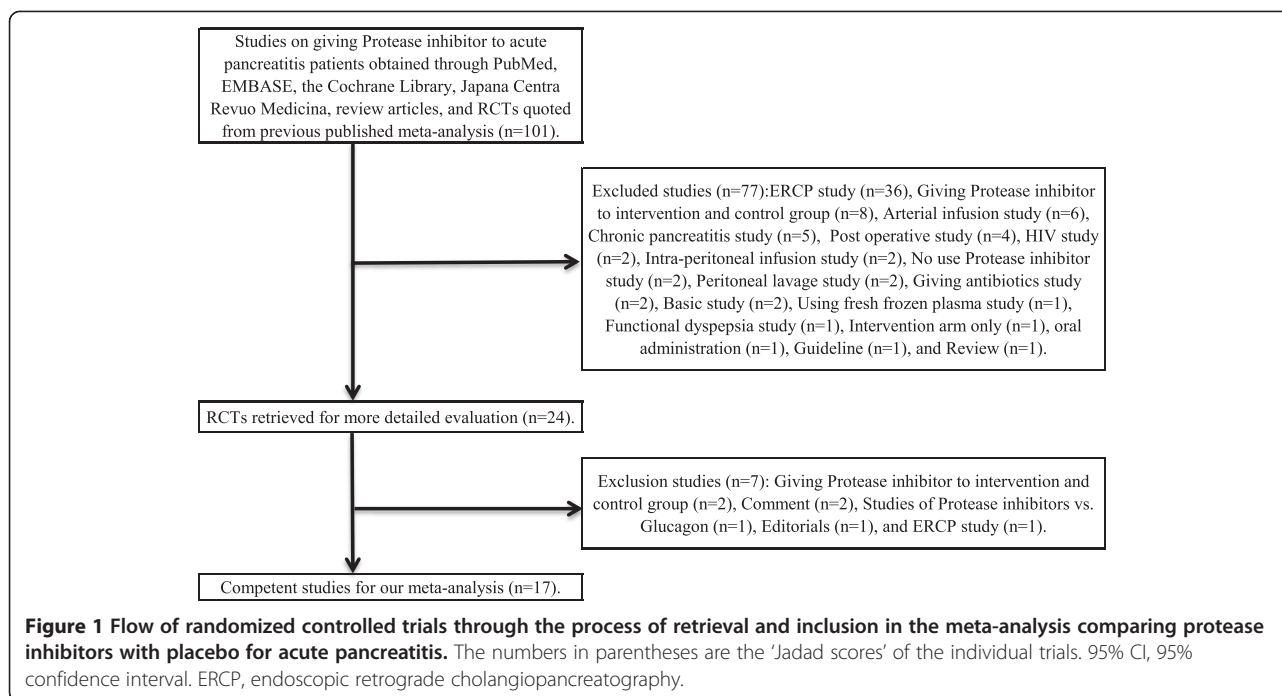 Studies on giving Protease inhibitor to acute
pancreatitis patients obtained through PubMed,
EMBASE, the Cochrane Library, Japana Centra
Revuo Medicina, review articles, and RCTs quoted
from previous published meta-analysis (n=101).
Excluded studies (n=77):ERCP study (n=36), Giving Protease inhibitor
to intervention and control group (n=8), Arterial infusion study (n=6),
Chronic pancreatitis study (n=5), Post operative study (n=4), HIV study
(n=2), Intra-peritoneal infusion study (n=2), No use Protease inhibitor
study (n=2), Peritoneal lavage study (n=2), Giving antibiotics study
(n=2), Basic study (n=2), Using fresh frozen plasma study (n=1),
Functional dyspepsia study (n=1), Intervention arm only (n=1), oral
administration (n=1), Guideline (n=1), and Review (n=1).
RCTs retrieved for more detailed evaluation (n=24).
Exclusion studies (n=7): Giving Protease inhibitor to intervention and
control group (n=2), Comment (n=2), Studies of Protease inhibitors vs.
Glucagon (n=1), Editorials (n=1), and ERCP study (n=1).
Competent studies for our meta-analysis (n=17).
Figure 1 Flow of randomized controlled trials through the process of retrieval and inclusion in the meta-analysis comparing protease
inhibitors with placebo for acute pancreatitis. The numbers in parentheses are the ‘Jadad scores’ of the individual trials. 95% CI, 95%
confidence interval. ERCP, endoscopic retrograde cholangiopancreatography.